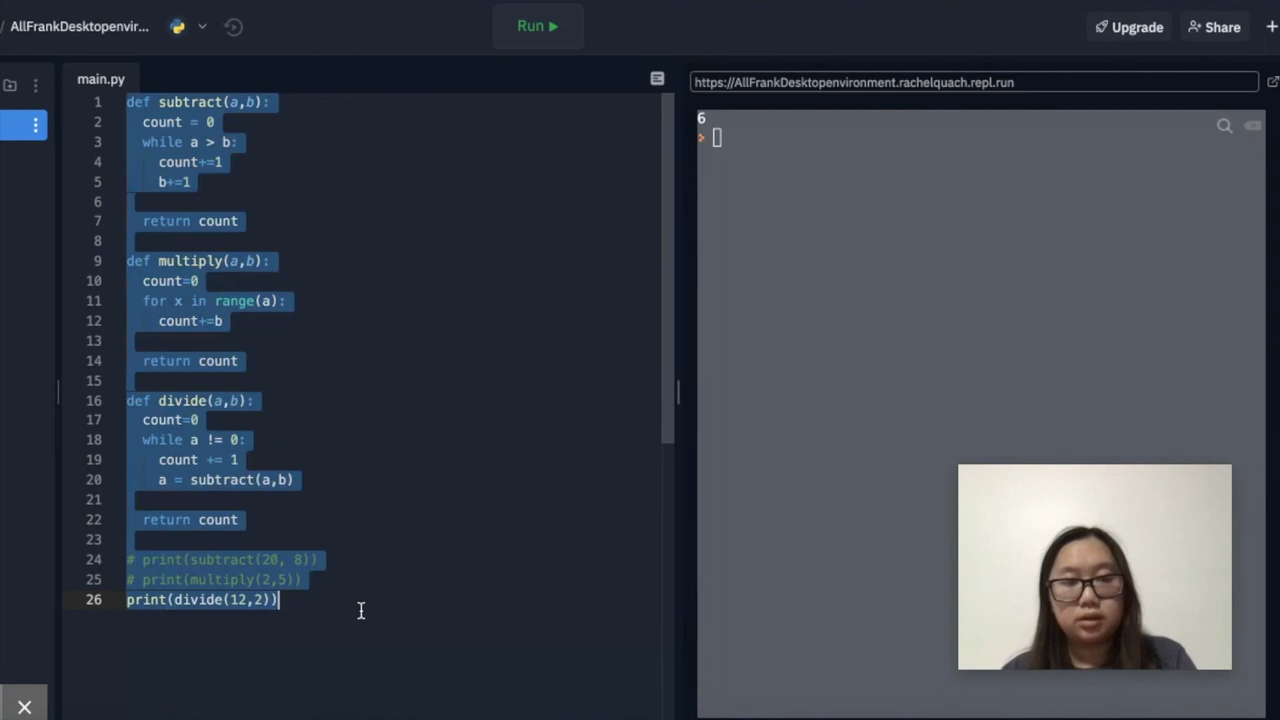 / AllFrankDesktopenvir...
Run ▶
Upgrade
Share
+
main.py
https://AllFrankDesktopenvironment.rachelquach.repl.run
1 def subtract(a,b):
2 count = 0
3 while a > b:
4 count+=1
5 b+=1
6
7 return count
8
9 def multiply(a,b):
10 count=0
11 for x in range(a):
12 count+=b
13
14 return count
15
16 def divide(a,b):
17 count=0
18 while a != 0:
19 count += 1
20 a = subtract(a,b)
21
22 return count
23
24 # print(subtract(20, 8))
25 # print(multiply(2,5))
26 print(divide(12,2))
6